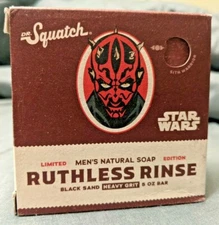 DR.
Squatch
STAR
WARS
LIMITED
MEN'S NATURAL SOAP
EDITION
RUTHLESS RINSE
BLACK SAND HEAVY GRIT 5 OZ BAR